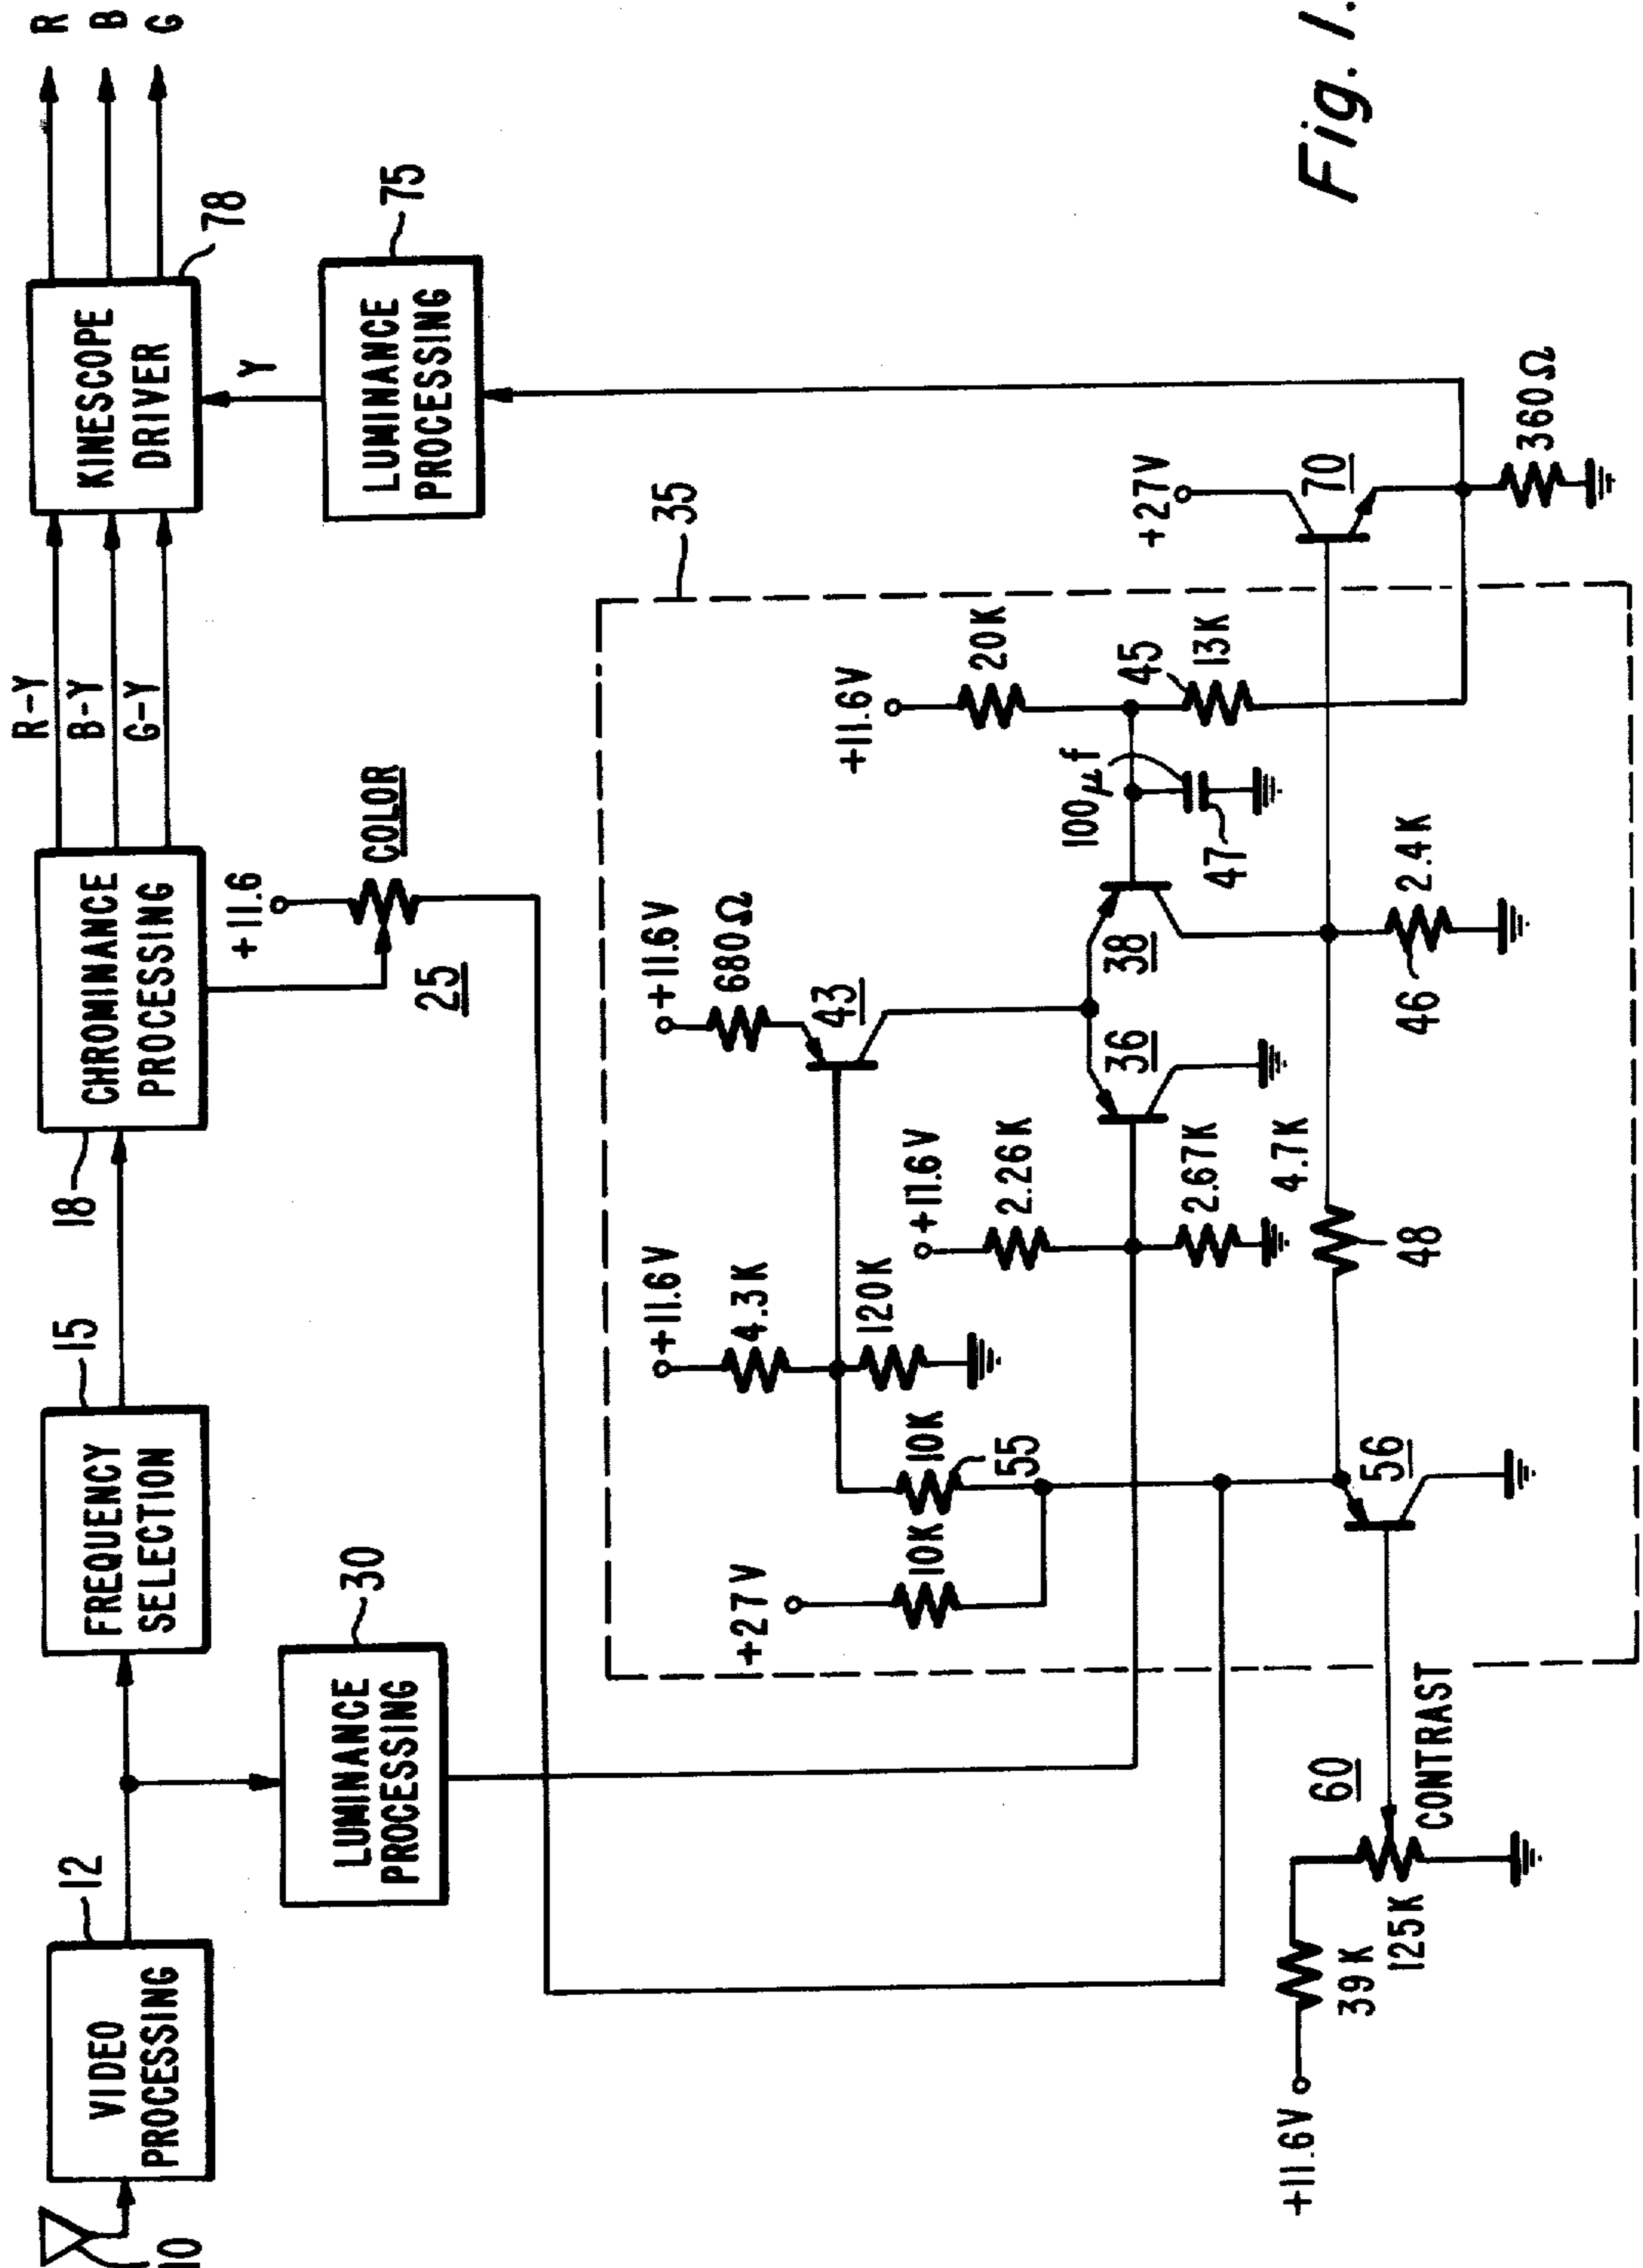 10
VIDEO
PROCESSING
12
FREQUENCY
SELECTION
15
CHROMINANCE
PROCESSING
18
R-Y
B-Y
G-Y
KINESCOPE
DRIVER
78
R
B
G
LUMINANCE
PROCESSING
30
+11.6
COLOR
25
Y
LUMINANCE
PROCESSING
75
35
+11.6V
4.3K
120K
+11.6V
680Ω
43
+27V
10K
10K
55
+11.6V
2.26K
2.67K
36
38
100μf
47
+11.6V
20K
45
13K
+27V
70
360Ω
4.7K
48
46
2.4K
56
60
CONTRAST
125K
39K
+11.6V
Fig. 1.